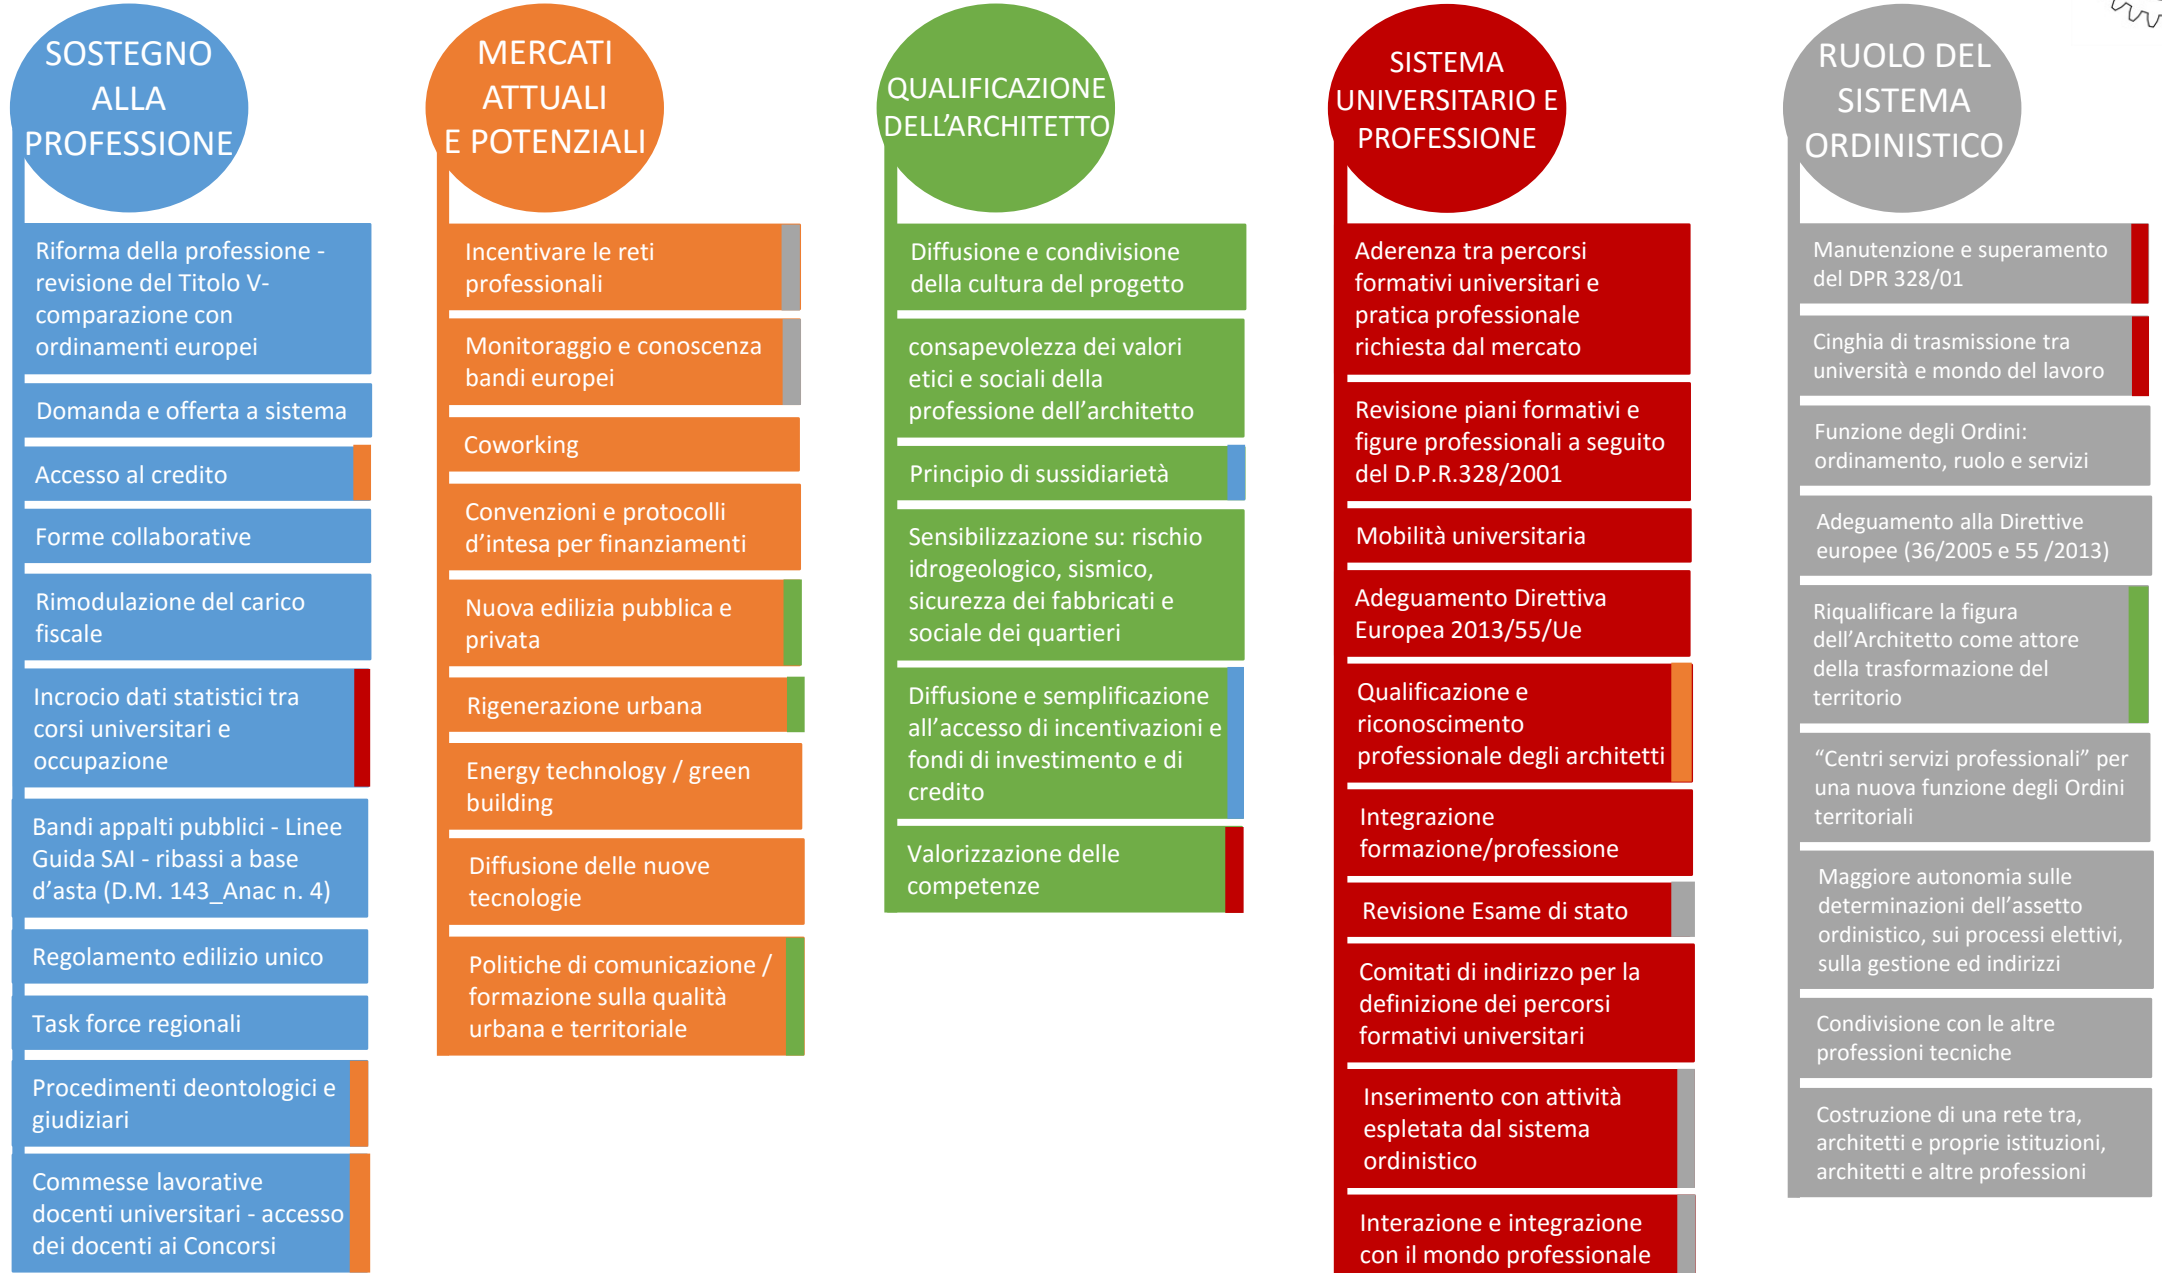 SOSTEGNO
ALLA
PROFESSIONE
Riforma della professione -
revisione del Titolo V-
comparazione con
ordinamenti europei
Domanda e offerta a sistema
Accesso al credito
Forme collaborative
Rimodulazione del carico
fiscale
Incrocio dati statistici tra
corsi universitari e
occupazione
Bandi appalti pubblici - Linee
Guida SAI - ribassi a base
d'asta (D.M. 143_Anac n. 4)
Regolamento edilizio unico
Task force regionali
Procedimenti deontologici e
giudiziari
Commesse lavorative
docenti universitari - accesso
dei docenti ai Concorsi
MERCATI
ATTUALI
E POTENZIALI
Incentivare le reti
professionali
Monitoraggio e conoscenza
bandi europei
Coworking
Convenzioni e protocolli
d'intesa per finanziamenti
Nuova edilizia pubblica e
privata
Rigenerazione urbana
Energy technology / green
building
Diffusione delle nuove
tecnologie
Politiche di comunicazione /
formazione sulla qualità
urbana e territoriale
QUALIFICAZIONE
DELL'ARCHITETTO
Diffusione e condivisione
della cultura del progetto
consapevolezza dei valori
etici e sociali della
professione dell'architetto
Principio di sussidiarietà
Sensibilizzazione su: rischio
idrogeologico, sismico,
sicurezza dei fabbricati e
sociale dei quartieri
Diffusione e semplificazione
all'accesso di incentivazioni e
fondi di investimento e di
credito
Valorizzazione delle
competenze
SISTEMA
UNIVERSITARIO E
PROFESSIONE
Aderenza tra percorsi
formativi universitari e
pratica professionale
richiesta dal mercato
Revisione piani formativi e
figure professionali a seguito
del D.P.R.328/2001
Mobilità universitaria
Adeguamento Direttiva
Europea 2013/55/Ue
Qualificazione e
riconoscimento
professionale degli architetti
Integrazione
formazione/professione
Revisione Esame di stato
Comitati di indirizzo per la
definizione dei percorsi
formativi universitari
Inserimento con attività
espletata dal sistema
ordinistico
Interazione e integrazione
con il mondo professionale
RUOLO DEL
SISTEMA
ORDINISTICO
Manutenzione e superamento
del DPR 328/01
Cinghia di trasmissione tra
università e mondo del lavoro
Funzione degli Ordini:
ordinamento, ruolo e servizi
Adeguamento alla Direttive
europee (36/2005 e 55 /2013)
Riqualificare la figura
dell'Architetto come attore
della trasformazione del
territorio
"Centri servizi professionali" per
una nuova funzione degli Ordini
territoriali
Maggiore autonomia sulle
determinazioni dell'assetto
ordinistico, sui processi elettivi,
sulla gestione ed indirizzi
Condivisione con le altre
professioni tecniche
Costruzione di una rete tra,
architetti e proprie istituzioni,
architetti e altre professioni